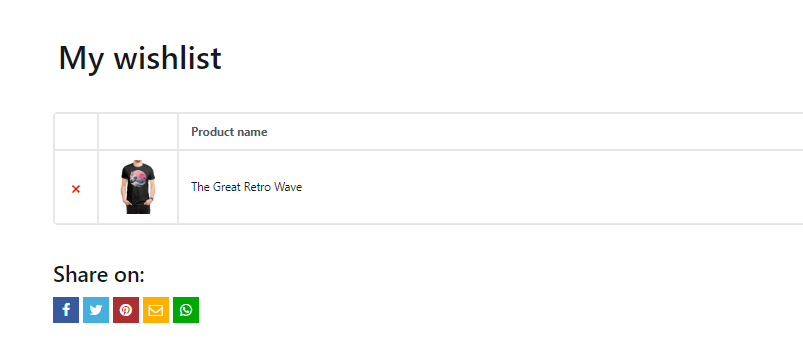 My wishlist
Product name
The Great Retro Wave
Share on: